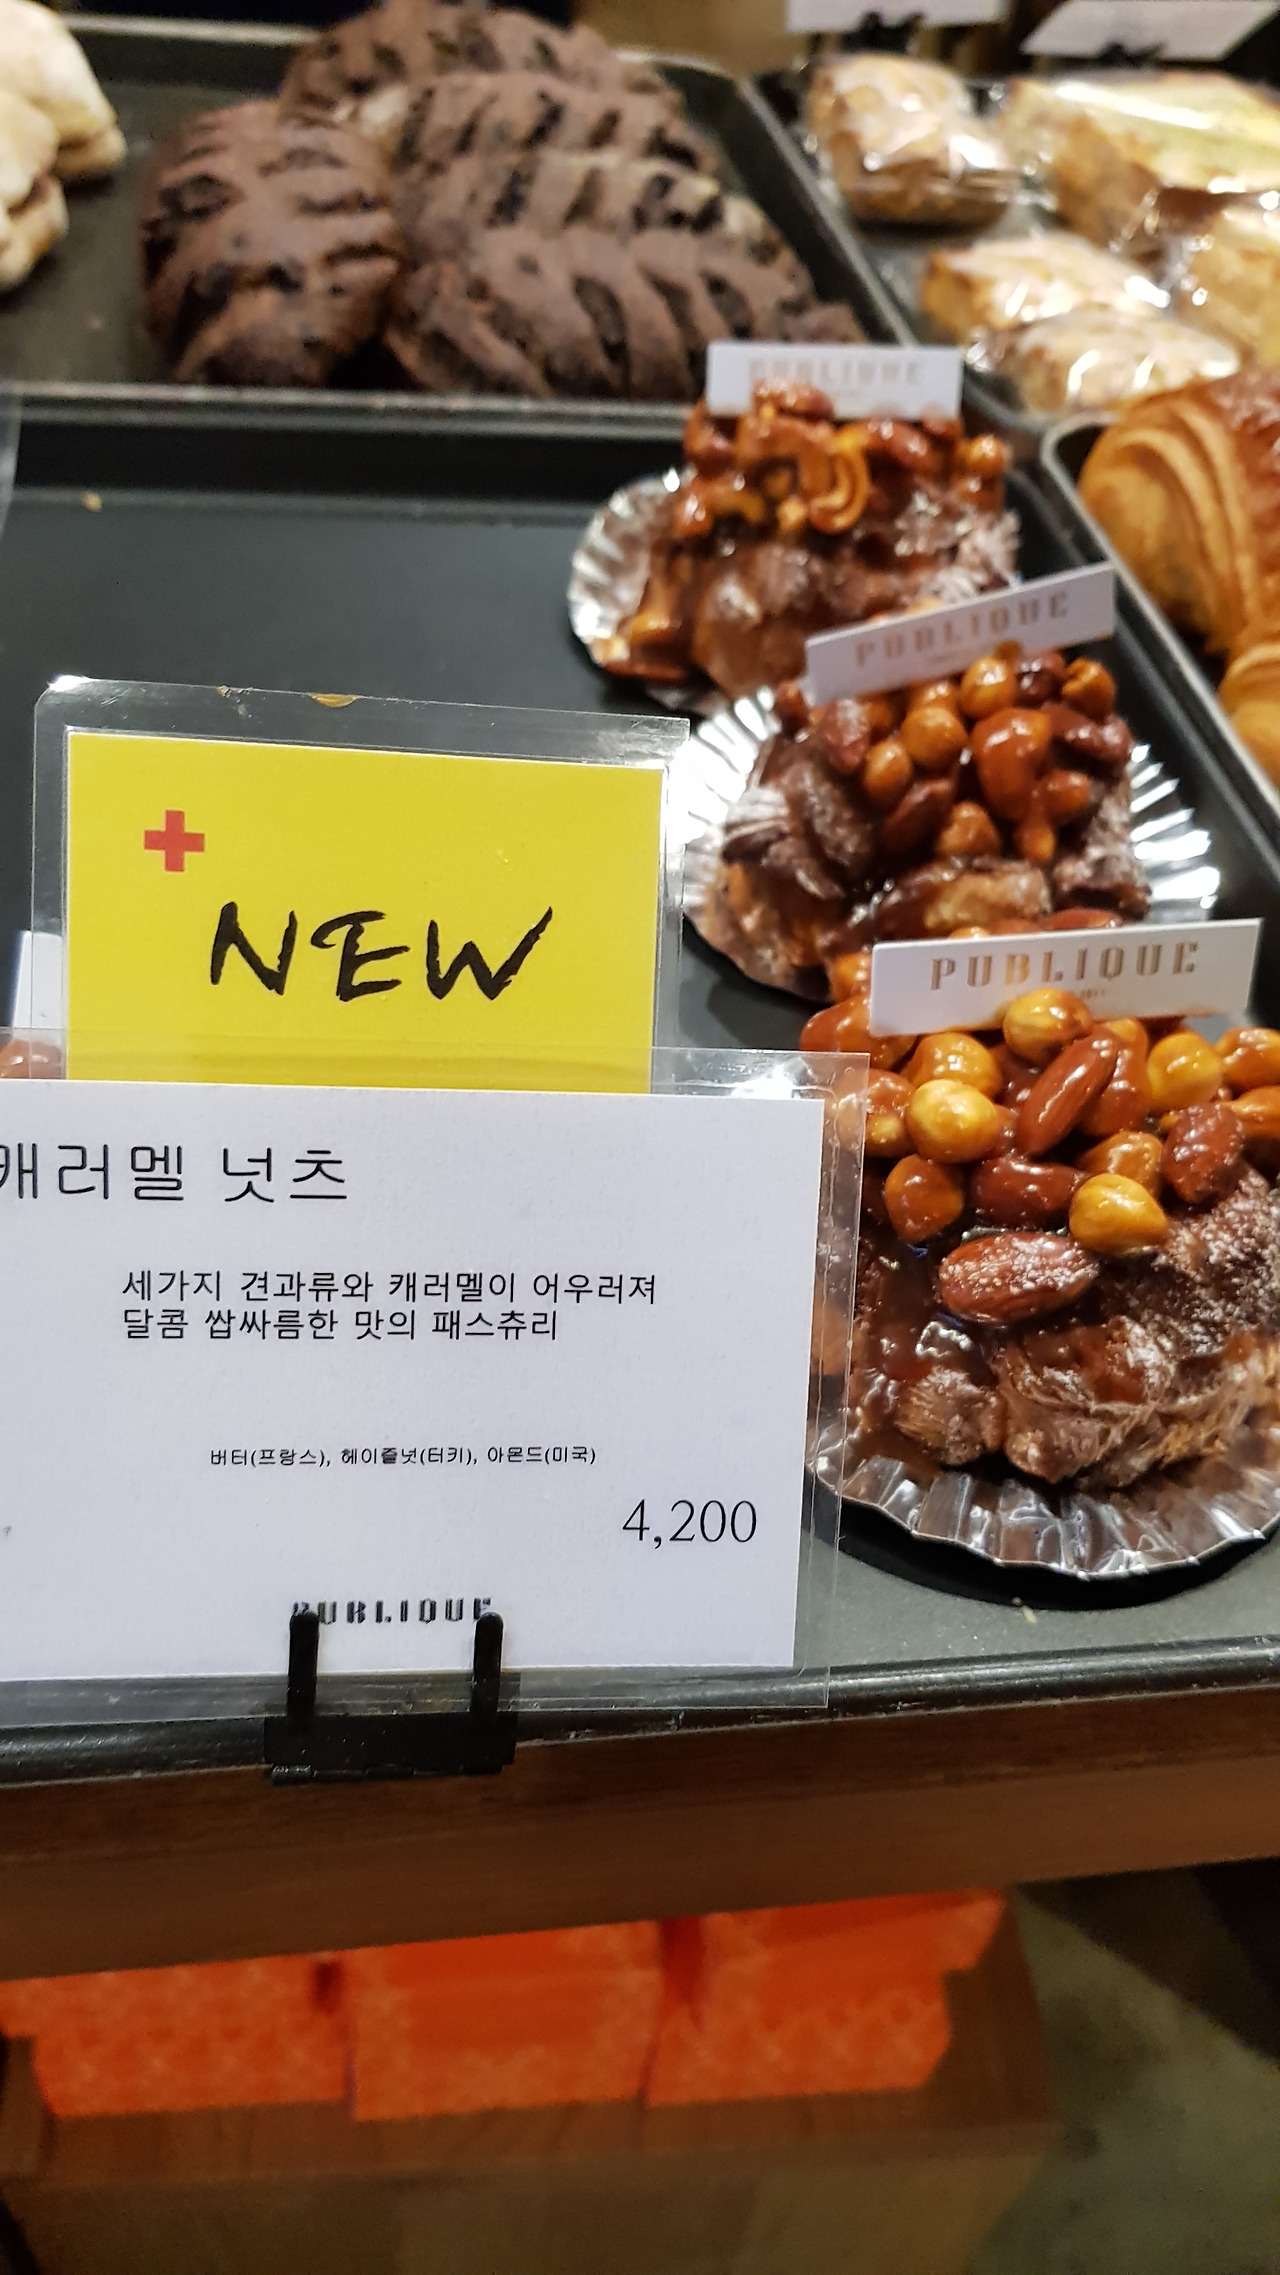 PUBLIQUE
PUBLIQUE
PUBLIQUE
NEW
캐러멜 넛츠
세가지 견과류와 캐러멜이 어우러져
달콤 쌉싸름한 맛의 패스츄리
버터(프랑스), 헤이즐넛(터키), 아몬드(미국)
4,200
PUBLIQUE